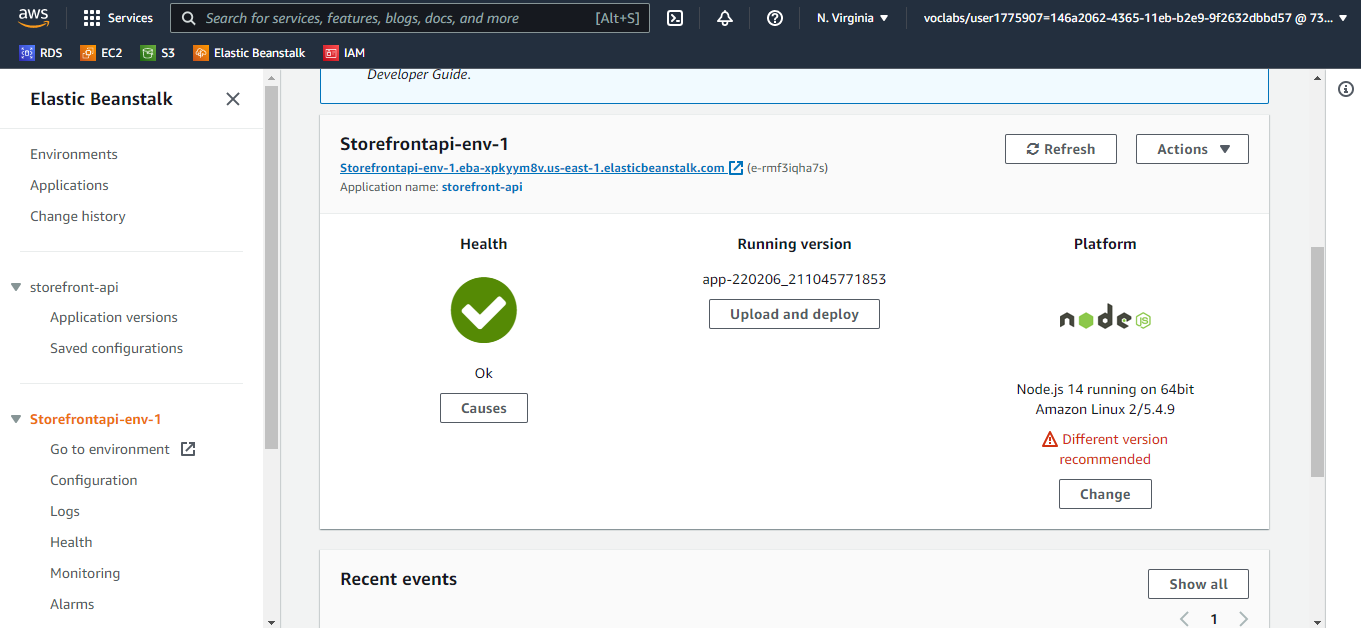 aws
Services
Search for services, features, blogs, docs, and more
[Alt+S]
N. Virginia
voclabs/user1775907=146a2062-4365-11eb-b2e9-9f2632dbbd57 @ 73...
RDS
EC2
S3
Elastic Beanstalk
IAM
Elastic Beanstalk
Environments
Applications
Change history
storefront-api
Application versions
Saved configurations
Storefrontapi-env-1
Go to environment
Configuration
Logs
Health
Monitoring
Alarms
Developer Guide.
Storefrontapi-env-1
Storefrontapi-env-1.eba-xpkyym8v.us-east-1.elasticbeanstalk.com (e-rmf3iqha7s)
Application name: storefront-api
Refresh
Actions
Health
Ok
Causes
Running version
app-220206_211045771853
Upload and deploy
Platform
node JS
Node.js 14 running on 64bit
Amazon Linux 2/5.4.9
Different version
recommended
Change
Recent events
Show all
1